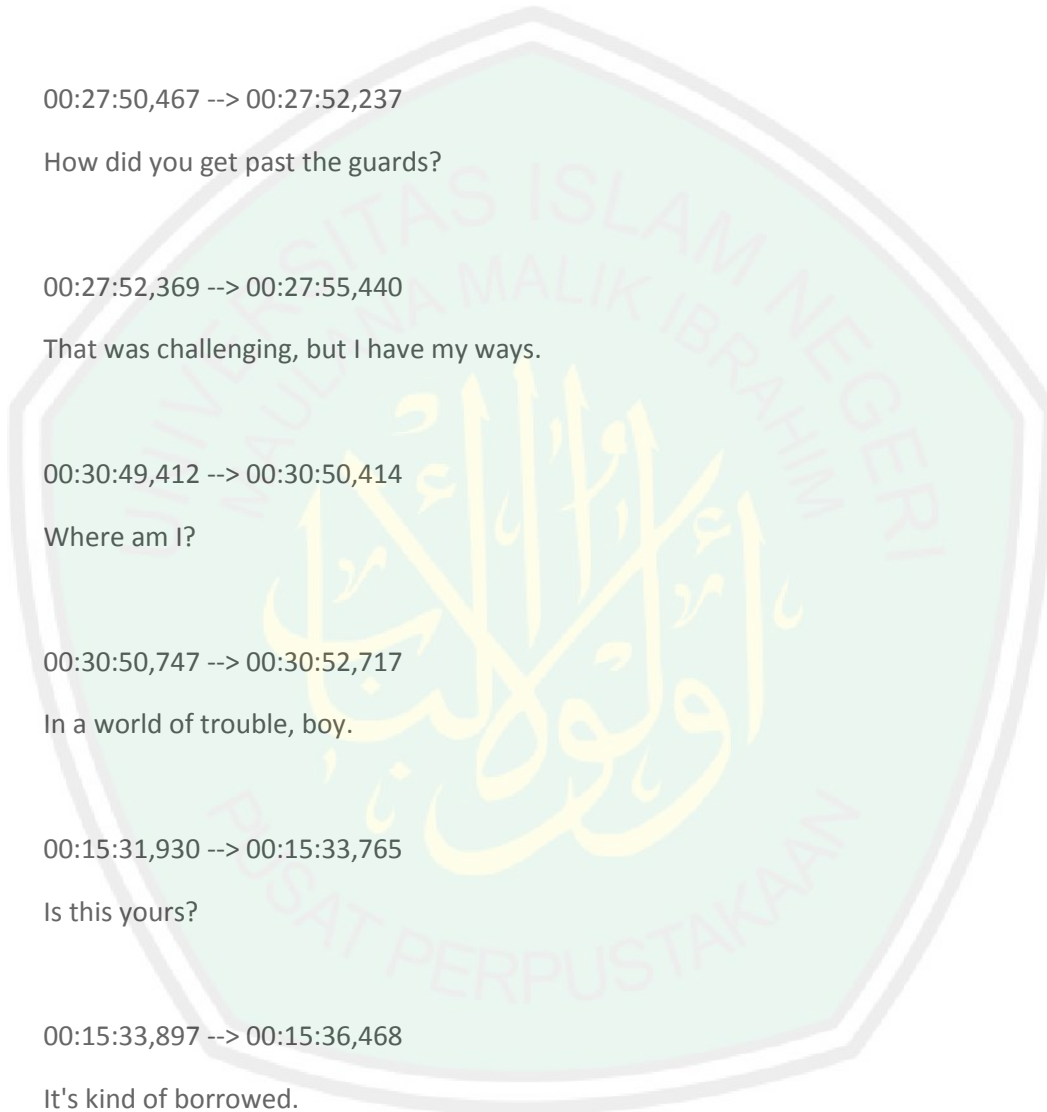 00:27:50,467 --> 00:27:52,237
How did you get past the guards?
00:27:52,369 --> 00:27:55,440
That was challenging, but I have my ways.
00:30:49,412 --> 00:30:50,414
Where am I?
00:30:50,747 --> 00:30:52,717
In a world of trouble, boy.
00:15:31,930 --> 00:15:33,765
Is this yours?
00:15:33,897 --> 00:15:36,468
It's kind of borrowed.
UNIVERSITAS ISLAM NEGERI
MAULANA MALIK IBRAHIM
PUSAT PERPUSTAKAAN